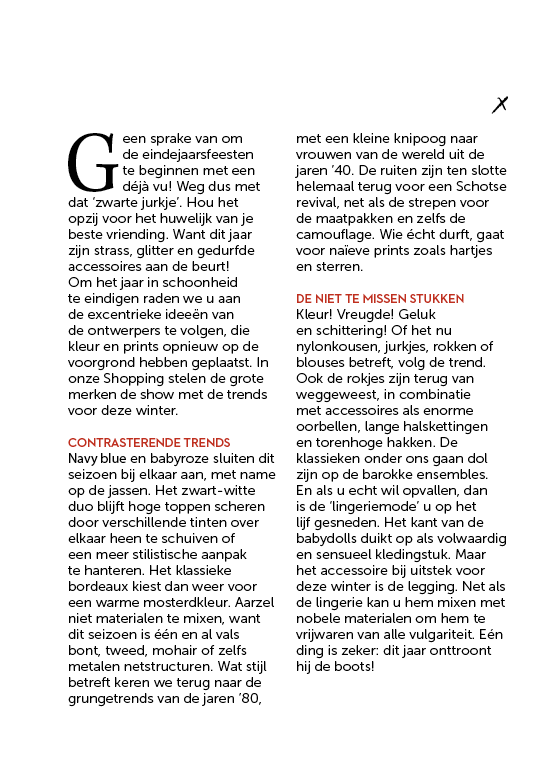 Geen sprake van om
de eindejaarsfeesten
te beginnen met een
déjà vu! Weg dus met
dat ‘zwarte jurkje’. Hou het
opzij voor het huwelijk van je
beste vriending. Want dit jaar
zijn strass, glitter en gedurfde
accessoires aan de beurt!
Om het jaar in schoonheid
te eindigen raden we u aan
de excentrieke ideeën van
de ontwerpers te volgen, die
kleur en prints opnieuw op de
voorgrond hebben geplaatst. In
onze Shopping stelen de grote
merken de show met de trends
voor deze winter.
CONTRASTERENDE TRENDS
Navy blue en babyroze sluiten dit
seizoen bij elkaar aan, met name
op de jassen. Het zwart-witte
duo blijft hoge toppen scheren
door verschillende tinten over
elkaar heen te schuiven of
een meer stilistische aanpak
te hanteren. Het klassieke
bordeaux kiest dan weer voor
een warme mosterdkleur. Aarzel
niet materialen te mixen, want
dit seizoen is één en al vals
bont, tweed, mohair of zelfs
metalen netstructuren. Wat stijl
betreft keren we terug naar de
grungetrends van de jaren ’80,
met een kleine knipoog naar
vrouwen van de wereld uit de
jaren ’40. De ruiten zijn ten slotte
helemaal terug voor een Schotse
revival, net als de strepen voor
de maatpakken en zelfs de
camouflage. Wie écht durft, gaat
voor naïeve prints zoals hartjes
en sterren.
DE NIET TE MISSEN STUKKEN
Kleur! Vreugde! Geluk
en schittering! Of het nu
nylonkousen, jurkjes, rokken of
blouses betreft, volg de trend.
Ook de rokjes zijn terug van
weggeweest, in combinatie
met accessoires als enorme
oorbellen, lange halskettingen
en torenhoge hakken. De
klassieken onder ons gaan dol
zijn op de barokke ensembles.
En als u echt wil opvallen, dan
is de ‘lingeriemode’ u op het
lijf gesneden. Het kant van de
babydolls duikt op als volwaardig
en sensueel kledingstuk. Maar
het accessoire bij uitstek voor
deze winter is de legging. Net als
de lingerie kan u hem mixen met
nobele materialen om hem te
vrijwaren van alle vulgariteit. Eén
ding is zeker: dit jaar onttroont
hij de boots!